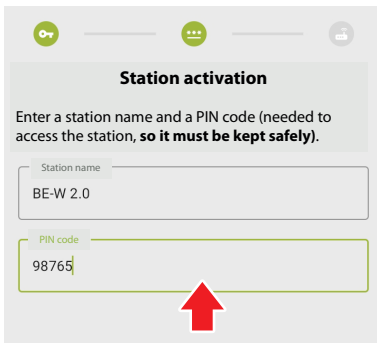 Station activation
Enter a station name and a PIN code (needed to
access the station, so it must be kept safely).
Station name
BE-W 2.0
PIN code
98765